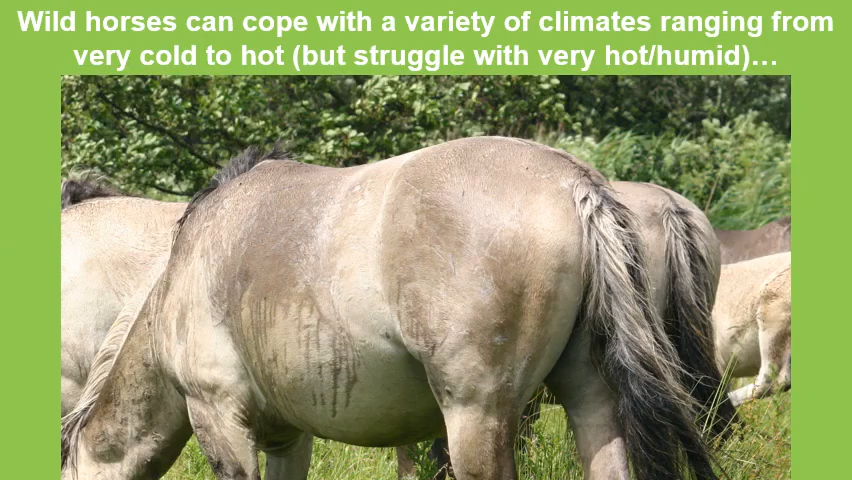 Wild horses can cope with a variety of climates ranging from
very cold to hot (but struggle with very hot/humid)…